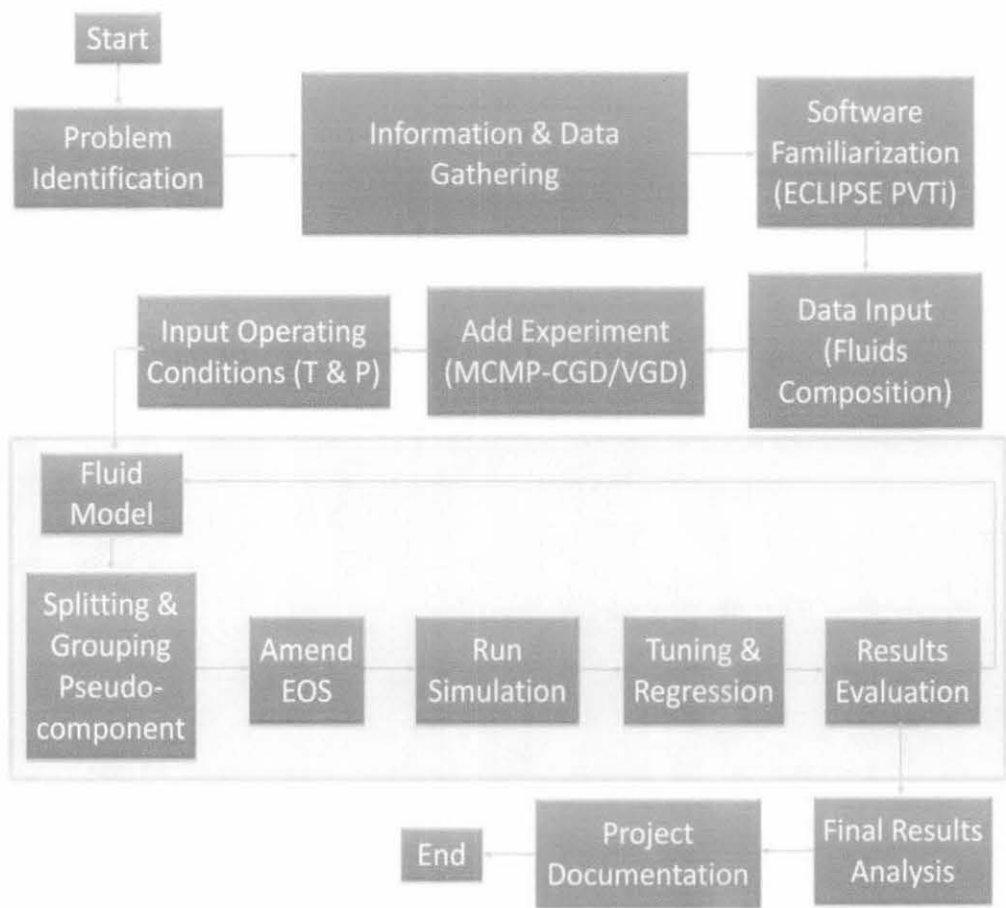 Start
Problem
Identification
Information & Data
Gathering
Software
Familiarization
(ECLIPSE PVTi)
Input Operating
Conditions (T & P)
Add Experiment
(MCMP-CGD/VGD)
Data Input
(Fluids
Composition)
Fluid
Model
Splitting &
Grouping
Pseudo-
component
Amend
EOS
Run
Simulation
Tuning &
Regression
Results
Evaluation
End
Project
Documentation
Final Results
Analysis